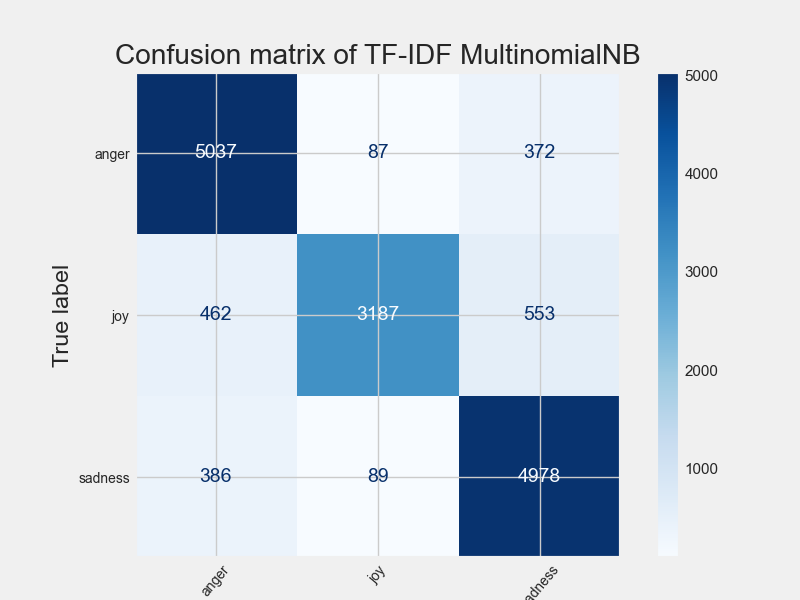 Confusion matrix of TF-IDF MultinomialNB
5000
4000
3000
2000
1000
True label
anger
5037
87
372
joy
462
3187
553
sadness
386
89
4978
anger
joy
adness